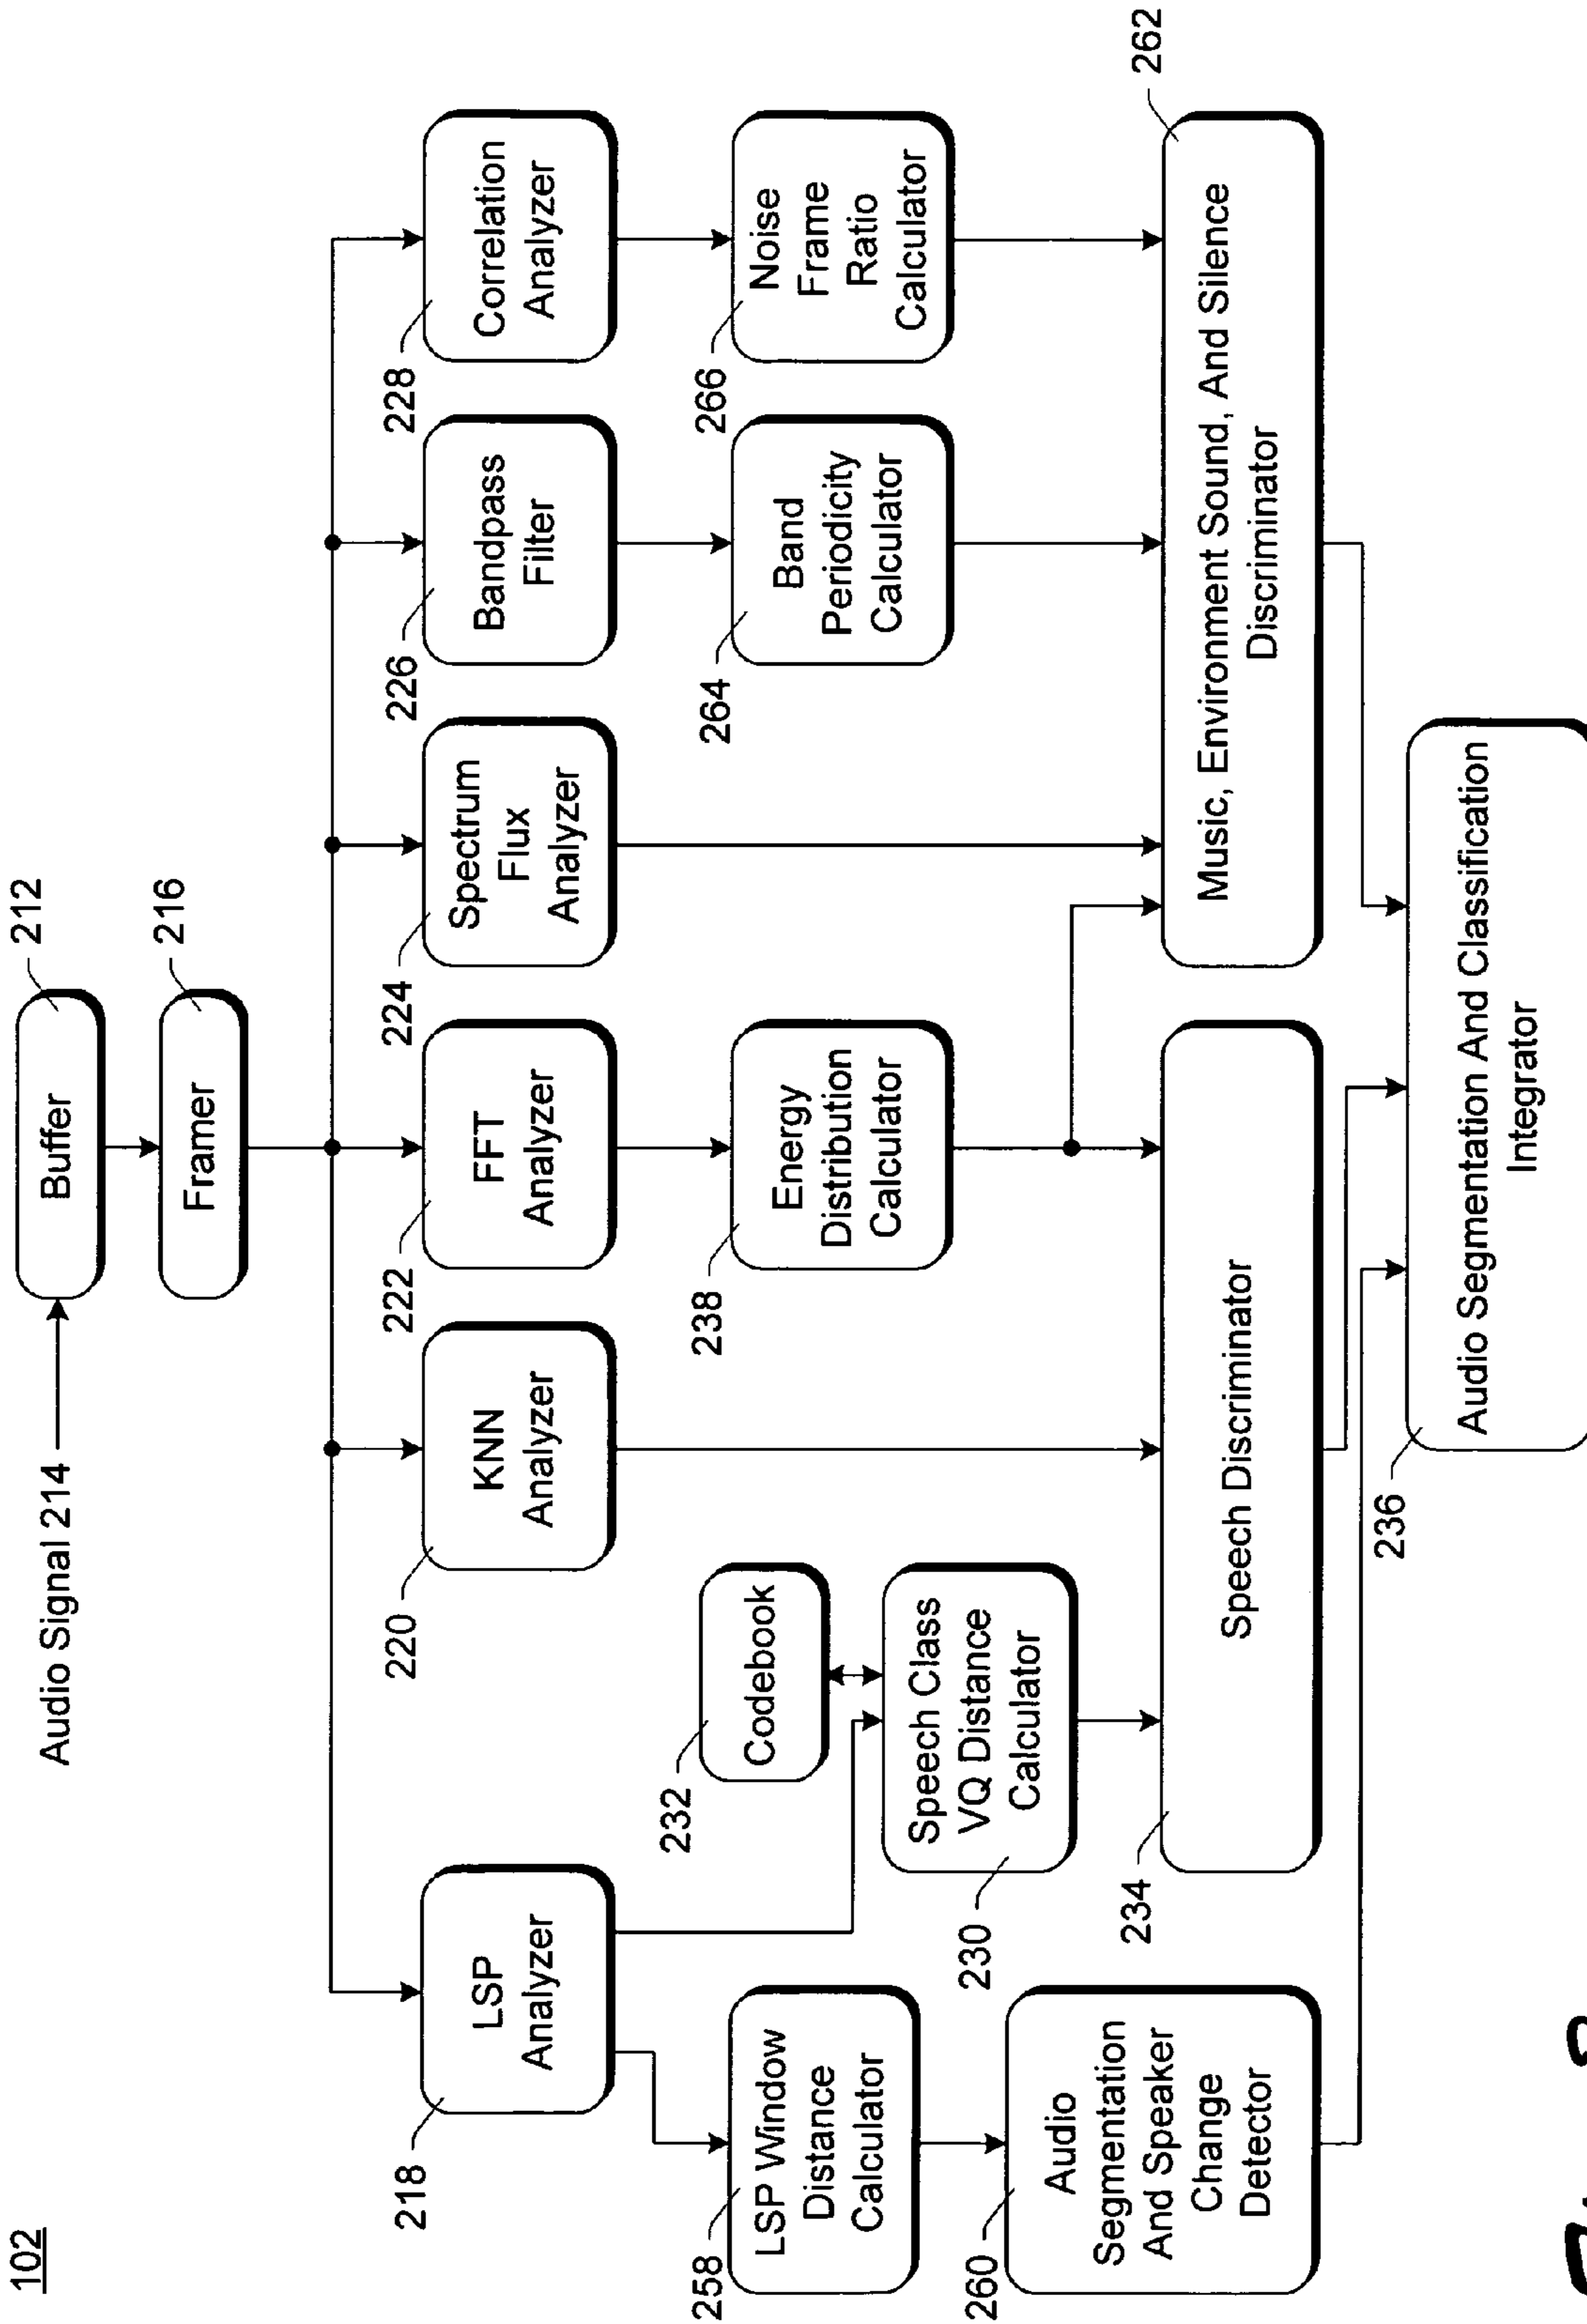 102
Audio Signal 214
Buffer
212
Framer
216
218
LSP
Analyzer
220
KNN
Analyzer
222
FFT
Analyzer
224
Spectrum
Flux
Analyzer
226
Bandpass
Filter
228
Correlation
Analyzer
232
Codebook
258
LSP Window
Distance
Calculator
230
Speech Class
VQ Distance
Calculator
238
Energy
Distribution
Calculator
264
Band
Periodicity
Calculator
266
Noise
Frame
Ratio
Calculator
260
Audio
Segmentation
And Speaker
Change
Detector
234
Speech Discriminator
Music, Environment Sound, And Silence
Discriminator
262
236
Audio Segmentation And Classification
Integrator